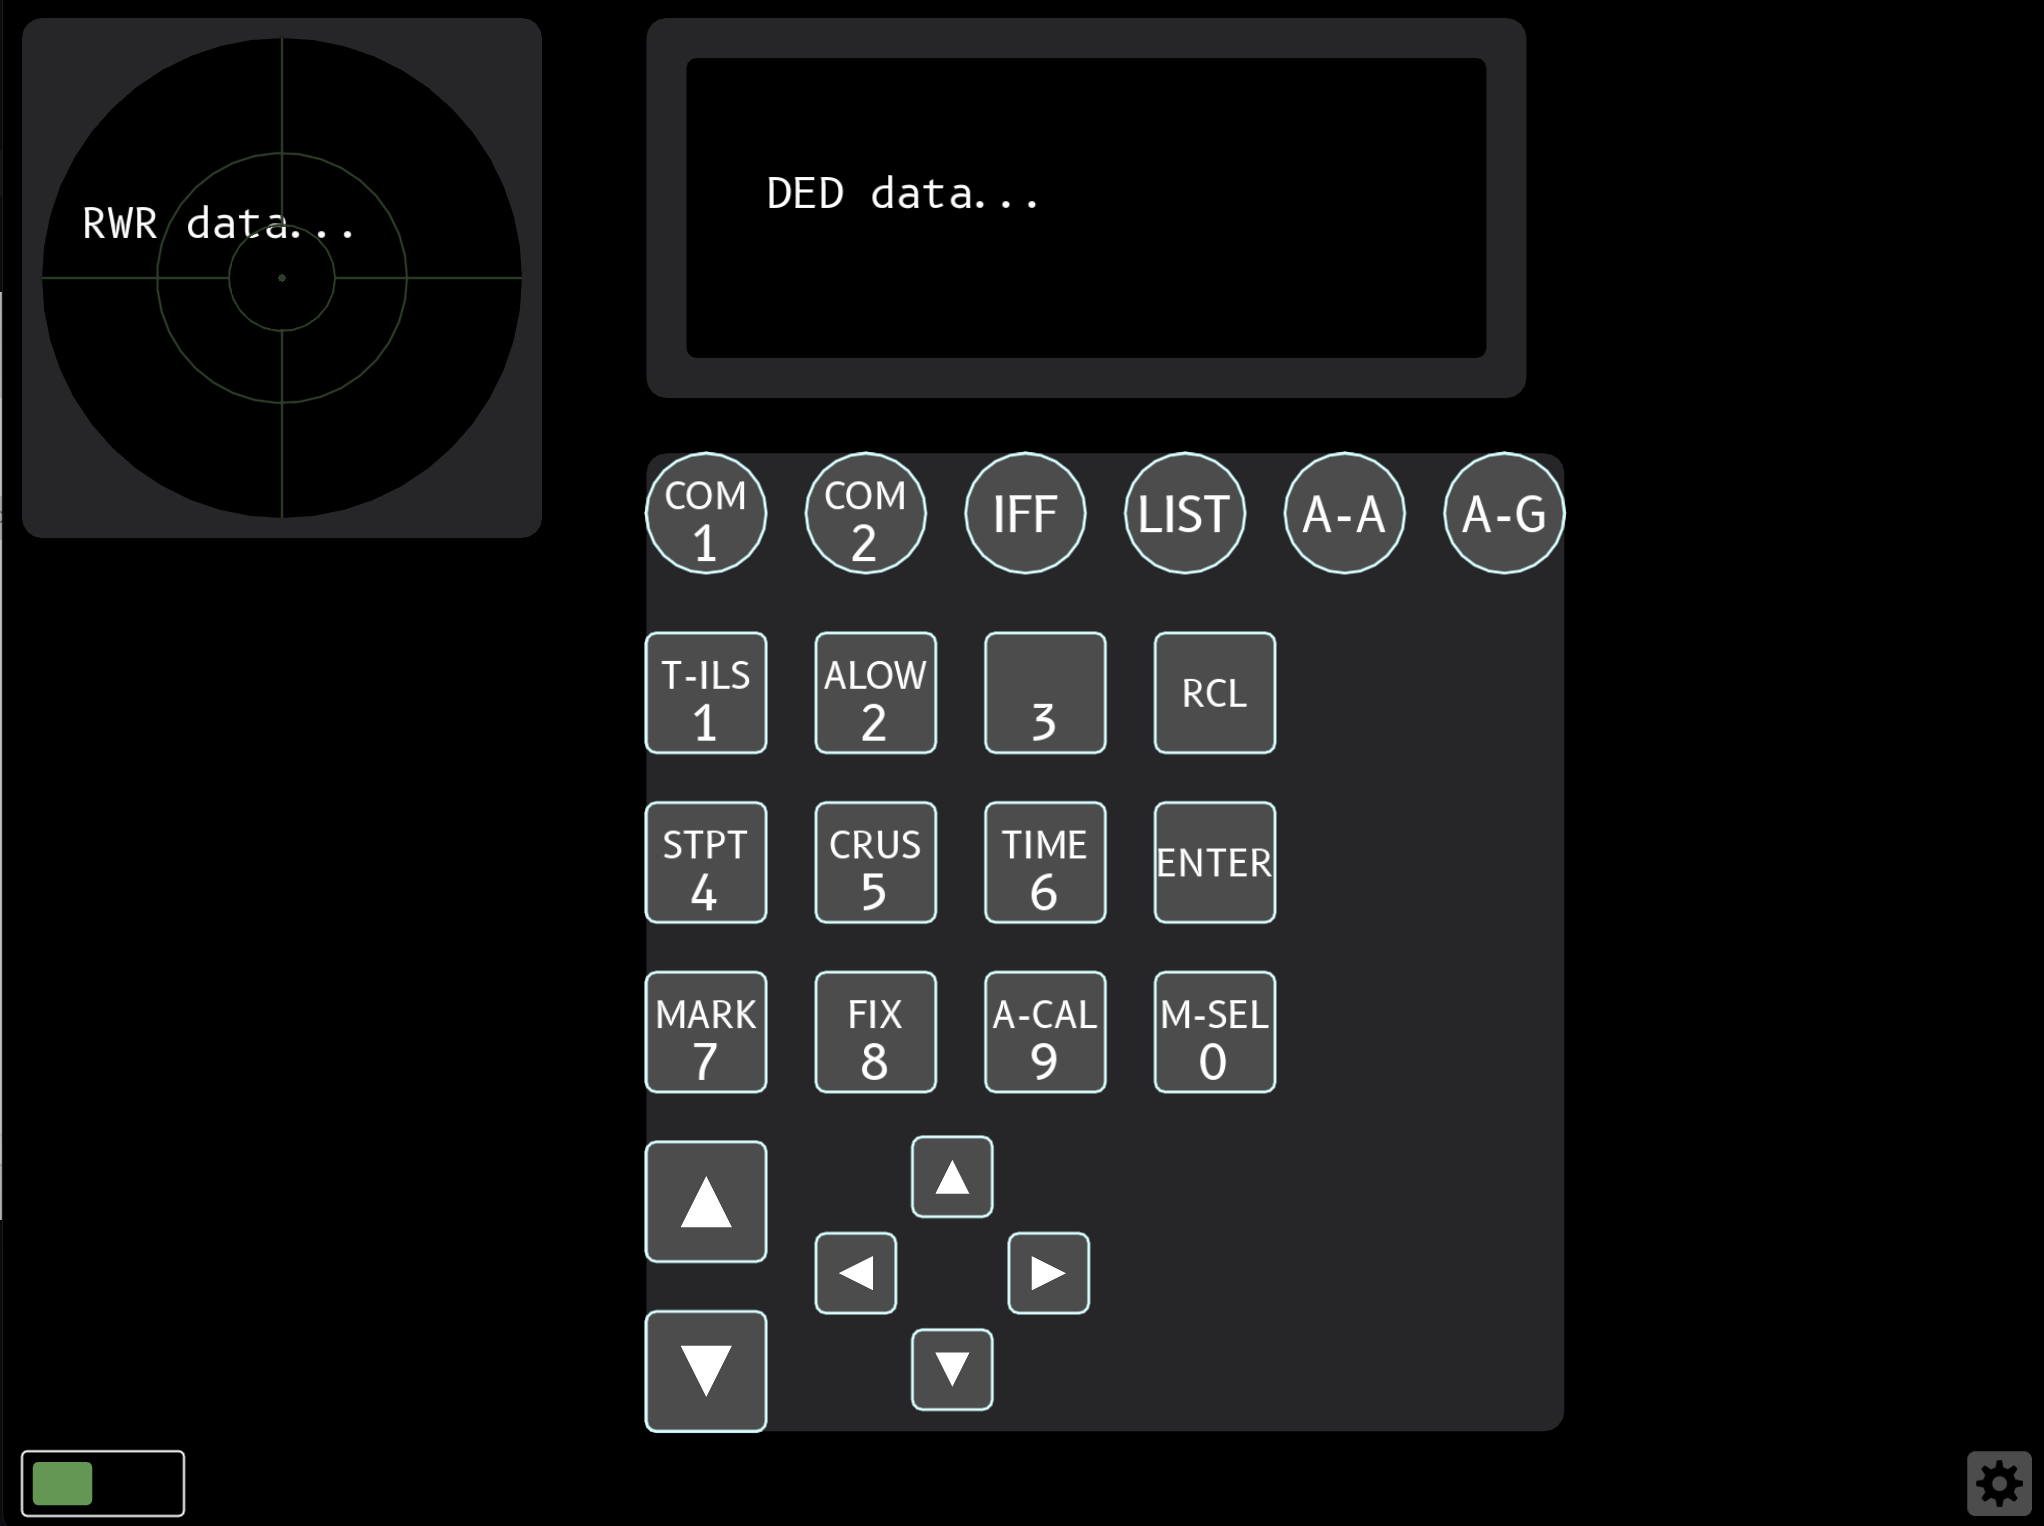 RWR data...
DED data...
COM
1
COM
2
IFF
LIST
A-A
A-G
T-ILS
1
ALOW
2
3
RCL
STPT
4
CRUS
5
TIME
6
ENTER
MARK
7
FIX
8
A-CAL
9
M-SEL
0